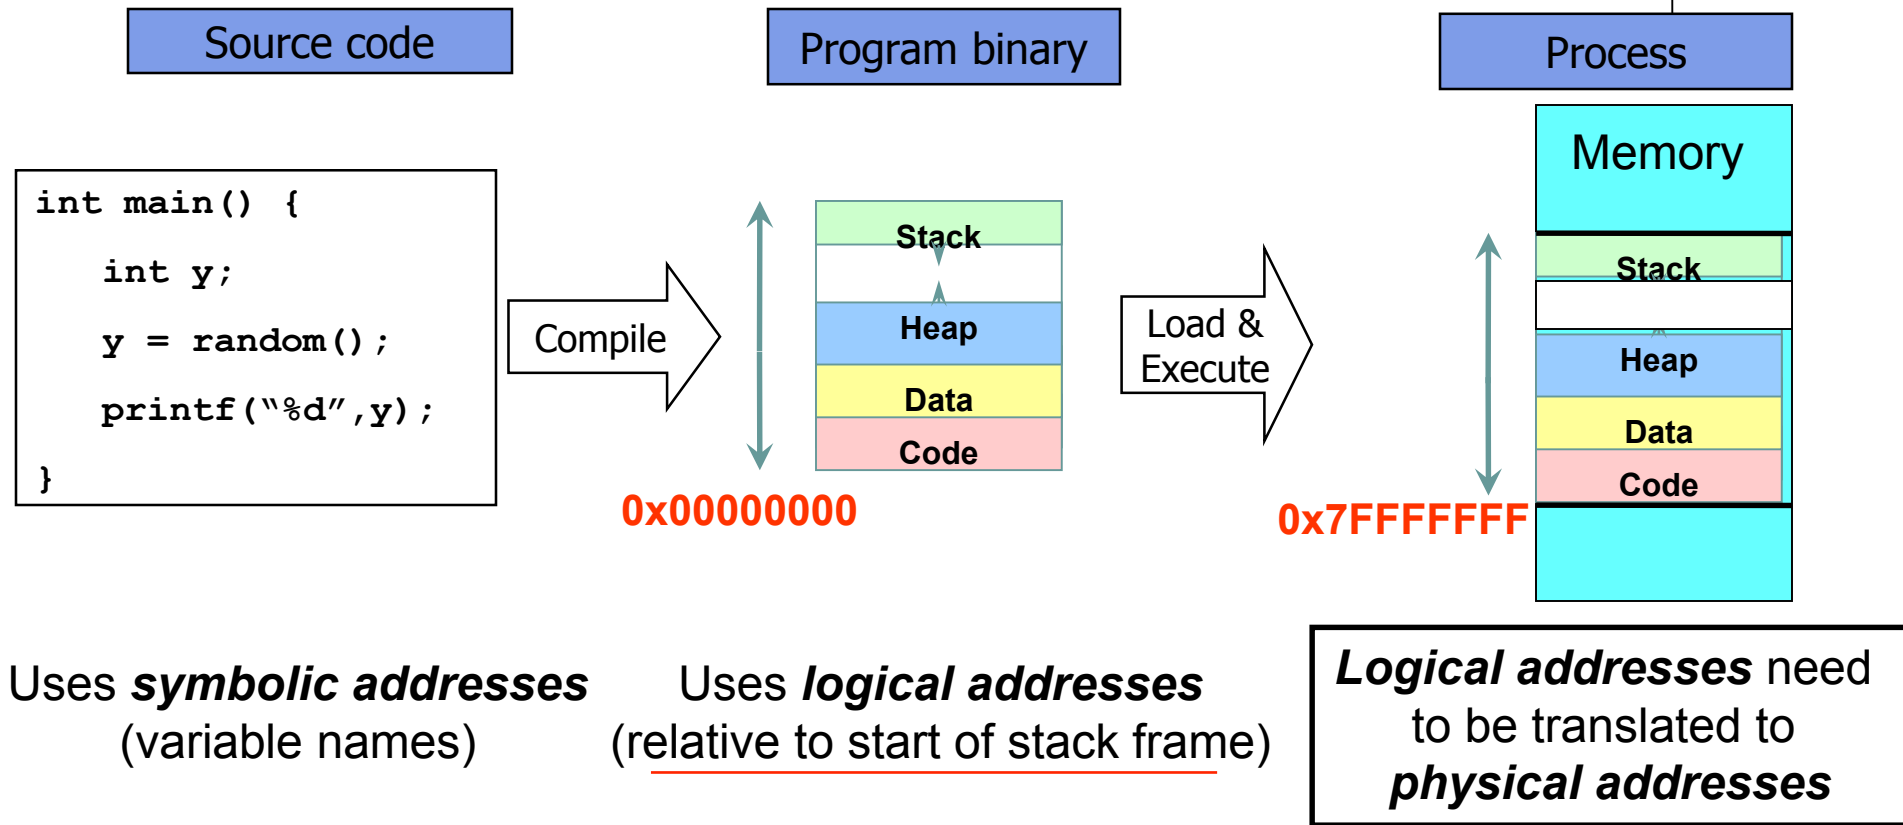 Source code
Program binary
Process
int main() {
int y;
y = random();
printf(“%d”,y);
}
Compile
Stack
Heap
Data
Code
0x00000000
Load &
Execute
Memory
Stack
Heap
Data
Code
0x7FFFFFFF
Uses symbolic addresses
(variable names)
Uses logical addresses
(relative to start of stack frame)
Logical addresses need
to be translated to
physical addresses